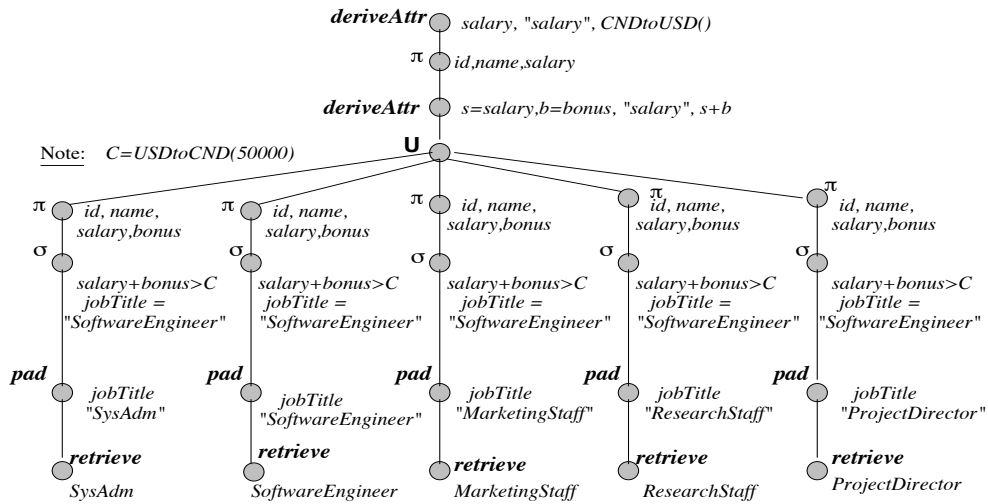 deriveAttr salary, "salary", CNDtoUSD()
π id,name,salary
deriveAttr s=salary,b=bonus, "salary", s+b
U
Note: C=USDtoCND(50000)
π id, name,
salary,bonus
σ
salary+bonus>C
jobTitle =
"SoftwareEngineer"
pad
jobTitle
"SysAdm"
retrieve
SysAdm
π id, name,
salary,bonus
σ
salary+bonus>C
jobTitle =
"SoftwareEngineer"
pad
jobTitle
"SoftwareEngineer"
retrieve
SoftwareEngineer
π id, name,
salary,bonus
σ
salary+bonus>C
jobTitle =
"SoftwareEngineer"
pad
jobTitle
"MarketingStaff"
retrieve
MarketingStaff
π
id, name,
salary,bonus
σ
salary+bonus>C
jobTitle =
"SoftwareEngineer"
pad
jobTitle
"ResearchStaff"
retrieve
ResearchStaff
π
id, name,
salary,bonus
σ
salary+bonus>C
jobTitle =
"SoftwareEngineer"
pad
jobTitle
"ProjectDirector"
retrieve
ProjectDirector